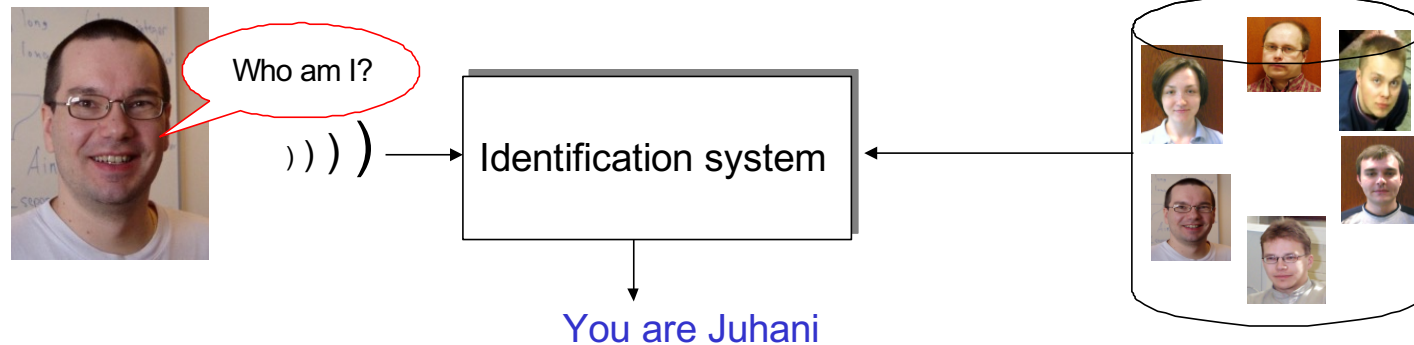 Who am I?
) ) ) )
Identification system
You are Juhani